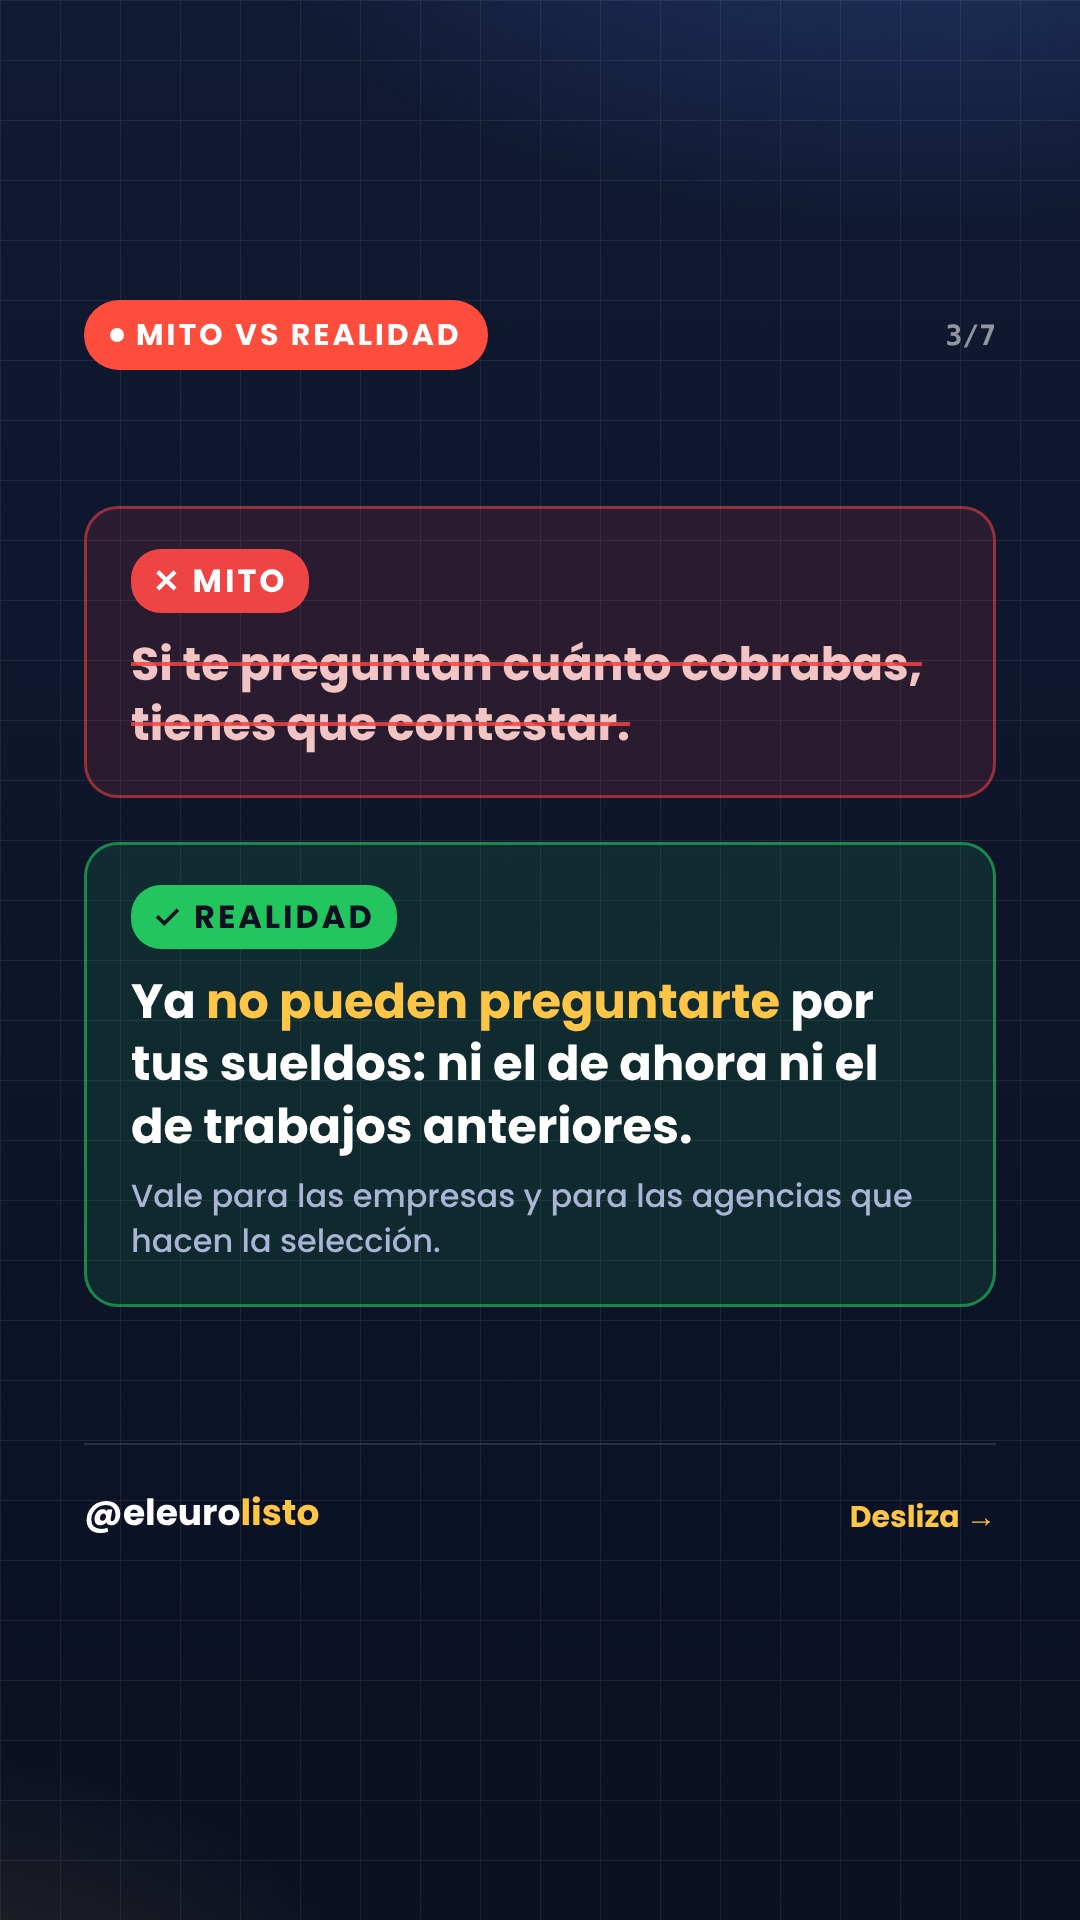 MITO VS REALIDAD
3/7
✕ MITO
Si te preguntan cuánto cobrabas,
tienes que contestar.
✓ REALIDAD
Ya no pueden preguntarte por
tus sueldos: ni el de ahora ni el
de trabajos anteriores.
Vale para las empresas y para las agencias que
hacen la selección.
@eleurolisto
Desliza →